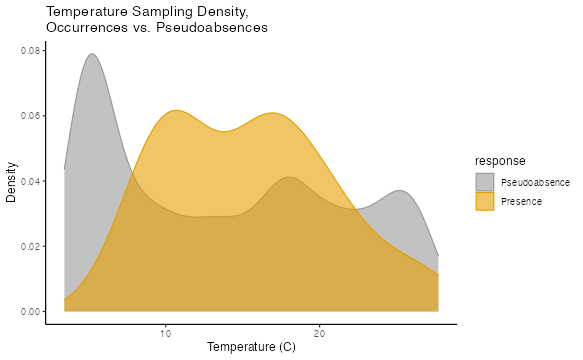 Temperature Sampling Density,
Occurrences vs. Pseudoabsences
0.08
0.06
0.04
0.02
0.00
Density
10
20
Temperature (C)
response
Pseudoabsence
Presence